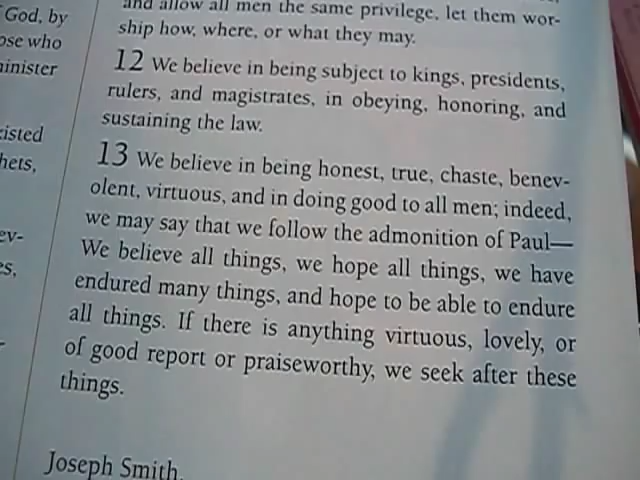 God, by
ose who
inister
isted
hets,
ev-
es,
and allow all men the same privilege, let them wor-
ship how, where, or what they may.
12 We believe in being subject to kings, presidents,
rulers, and magistrates, in obeying, honoring, and
sustaining the law.
13 We believe in being honest, true, chaste, benev-
olent, virtuous, and in doing good to all men; indeed,
we may say that we follow the admonition of Paul—
We believe all things, we hope all things, we have
endured many things, and hope to be able to endure
all things. If there is anything virtuous, lovely, or
of good report or praiseworthy, we seek after these
things.
Joseph Smith.